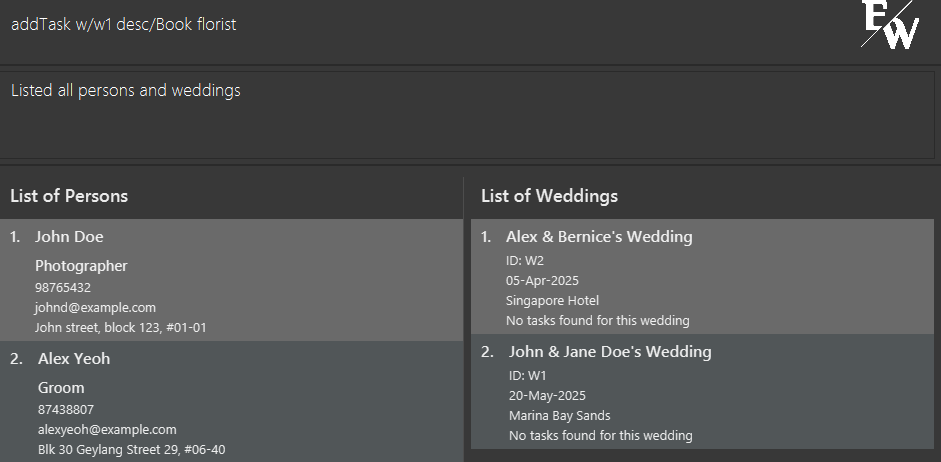 addTask w/w1 desc/Book florist
E/W
Listed all persons and weddings
List of Persons
1. John Doe
Photographer
98765432
johnd@example.com
John street, block 123, #01-01
2. Alex Yeoh
Groom
87438807
alexyeoh@example.com
Blk 30 Geylang Street 29, #06-40
List of Weddings
1. Alex & Bernice's Wedding
ID: W2
05-Apr-2025
Singapore Hotel
No tasks found for this wedding
2. John & Jane Doe's Wedding
ID: W1
20-May-2025
Marina Bay Sands
No tasks found for this wedding